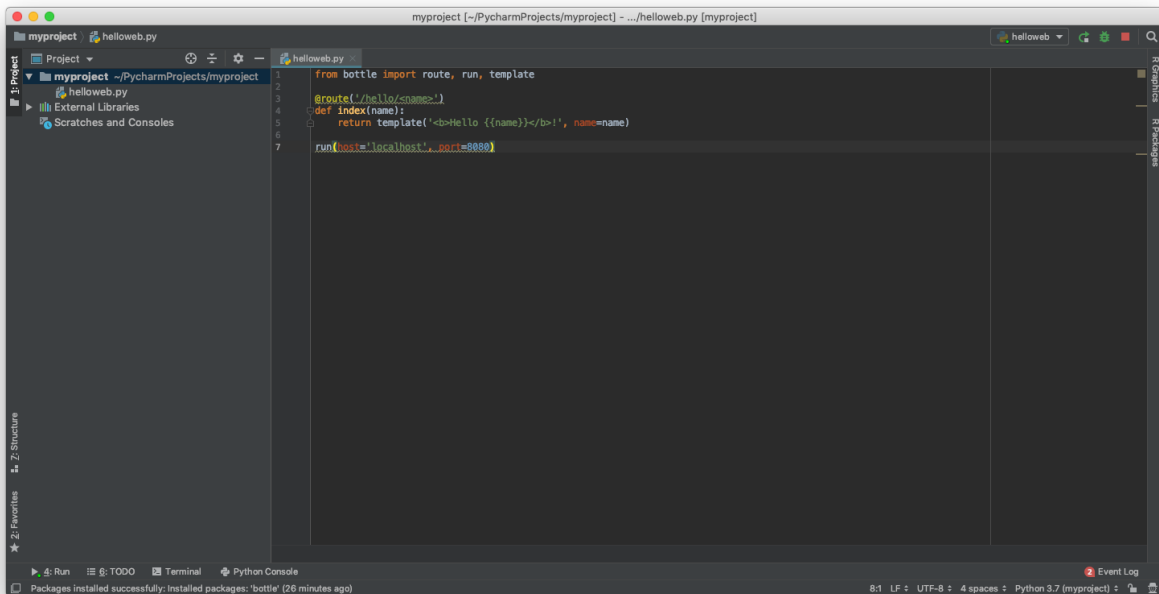 myproject [~/PycharmProjects/myproject] - .../helloweb.py [myproject]
myproject helloweb.py helloweb
1: Project
Project
myproject ~/PycharmProjects/myproject
helloweb.py
External Libraries
Scratches and Consoles
helloweb.py
1 from bottle import route, run, template
2
3 @route('/hello/<name>')
4 def index(name):
5 return template('<b>Hello {{name}}</b>!', name=name)
6
7 run(host='localhost', port=8080)
R Graphics
R Packages
7: Structure
2: Favorites
4: Run 6: TODO Terminal Python Console 2 Event Log
Packages installed successfully: Installed packages: 'bottle' (26 minutes ago) 8:1 LF UTF-8 4 spaces Python 3.7 (myproject)